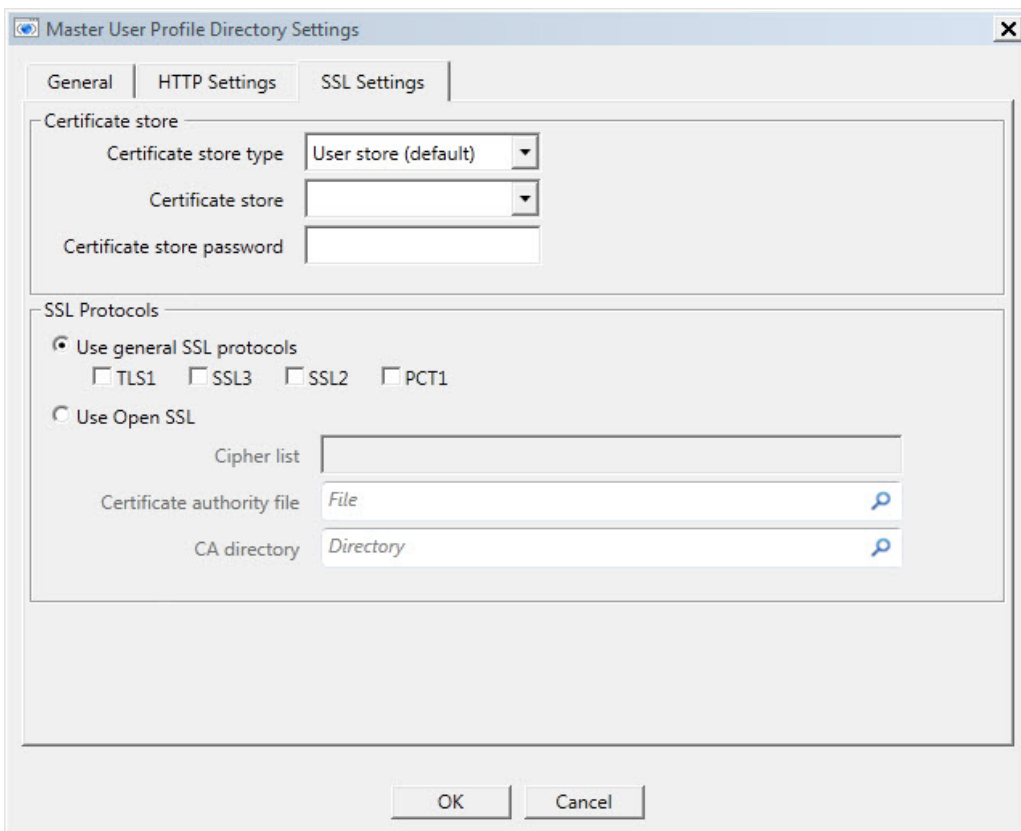 Master User Profile Directory Settings
General HTTP Settings SSL Settings
Certificate store
Certificate store type User store (default)
Certificate store
Certificate store password
SSL Protocols
Use general SSL protocols
TLS1 SSL3 SSL2 PCT1
Use Open SSL
Cipher list
Certificate authority file File
CA directory Directory
OK Cancel